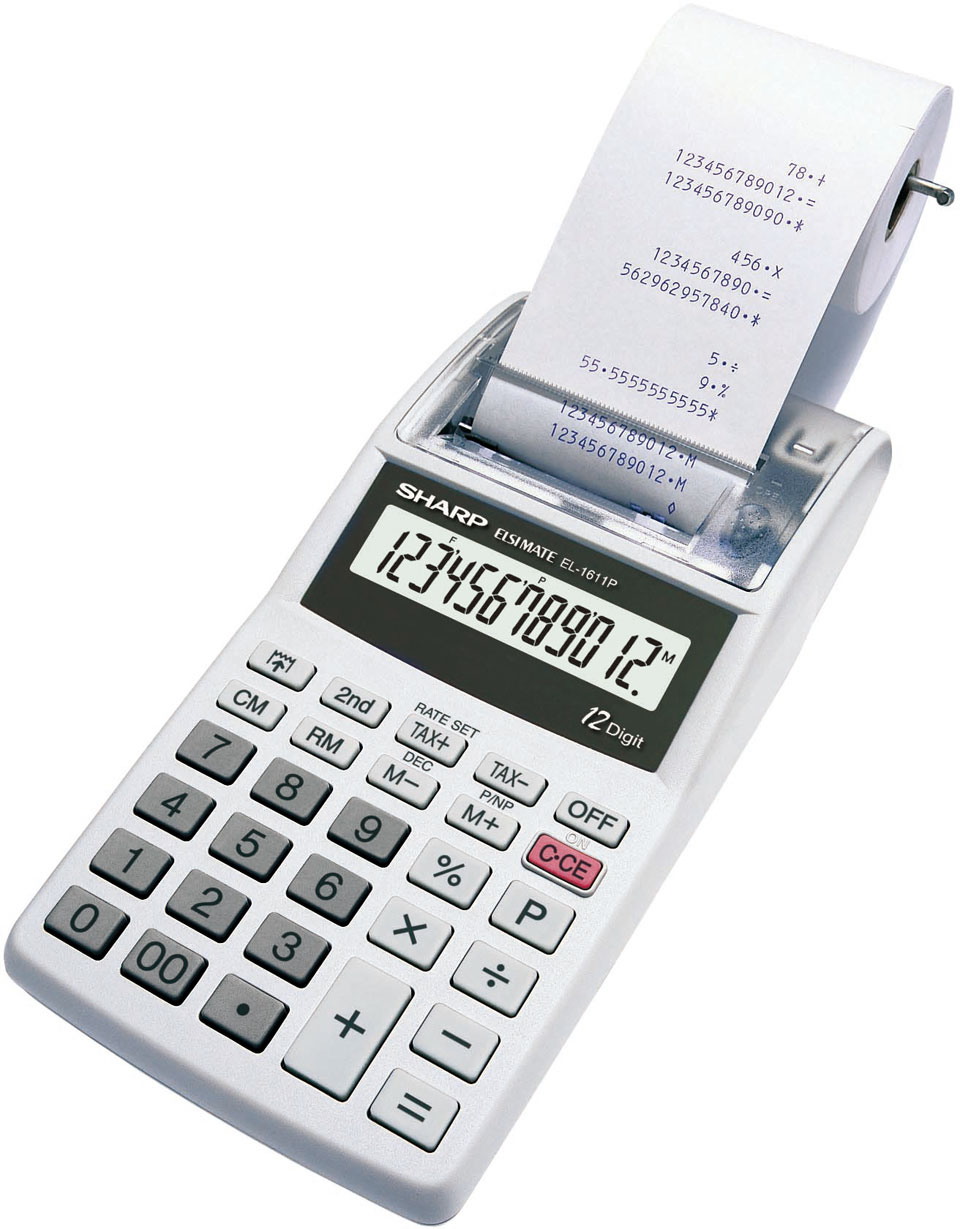 78•+
123456789012•=
123456789090•*
456•X
1234567890•=
562962957840•*
5•÷
9•%
55•5555555555*
123456789012•M
123456789012•M
◊
SHARP ELSIMATE EL-1611P
F P
123456789012. M
12 Digit
2nd RATE SET
CM RM TAX+ TAX-
DEC P/NP OFF
7 8 M- M+ ON
4 5 9 % C•CE
1 2 6 X P
0 00 3 ÷
• + -
=